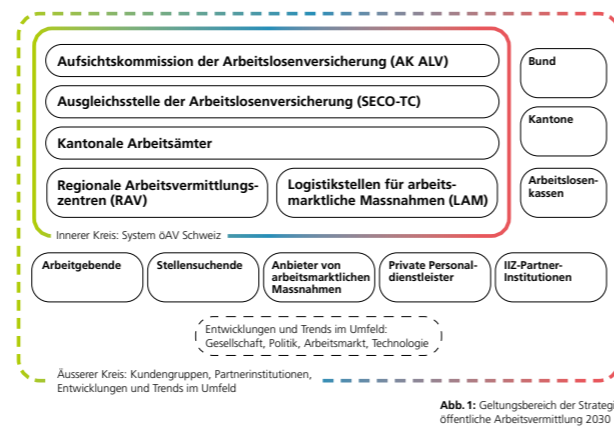 Aufsichtskommission der Arbeitslosenversicherung (AK ALV)
Ausgleichsstelle der Arbeitslosenversicherung (SECO-TC)
Kantonale Arbeitsämter
Regionale Arbeitsvermittlungs-
zentren (RAV)
Logistikstellen für arbeits-
marktliche Massnahmen (LAM)
Innerer Kreis: System öAV Schweiz
Bund
Kantone
Arbeitslosen-
kassen
Arbeitgebende
Stellensuchende
Anbieter von
arbeitsmarktlichen
Massnahmen
Private Personal-
dienstleister
IIZ-Partner-
Institutionen
Entwicklungen und Trends im Umfeld:
Gesellschaft, Politik, Arbeitsmarkt, Technologie
Äusserer Kreis: Kundengruppen, Partnerinstitutionen,
Entwicklungen und Trends im Umfeld
Abb. 1: Geltungsbereich der Strategi
öffentliche Arbeitsvermittlung 2030